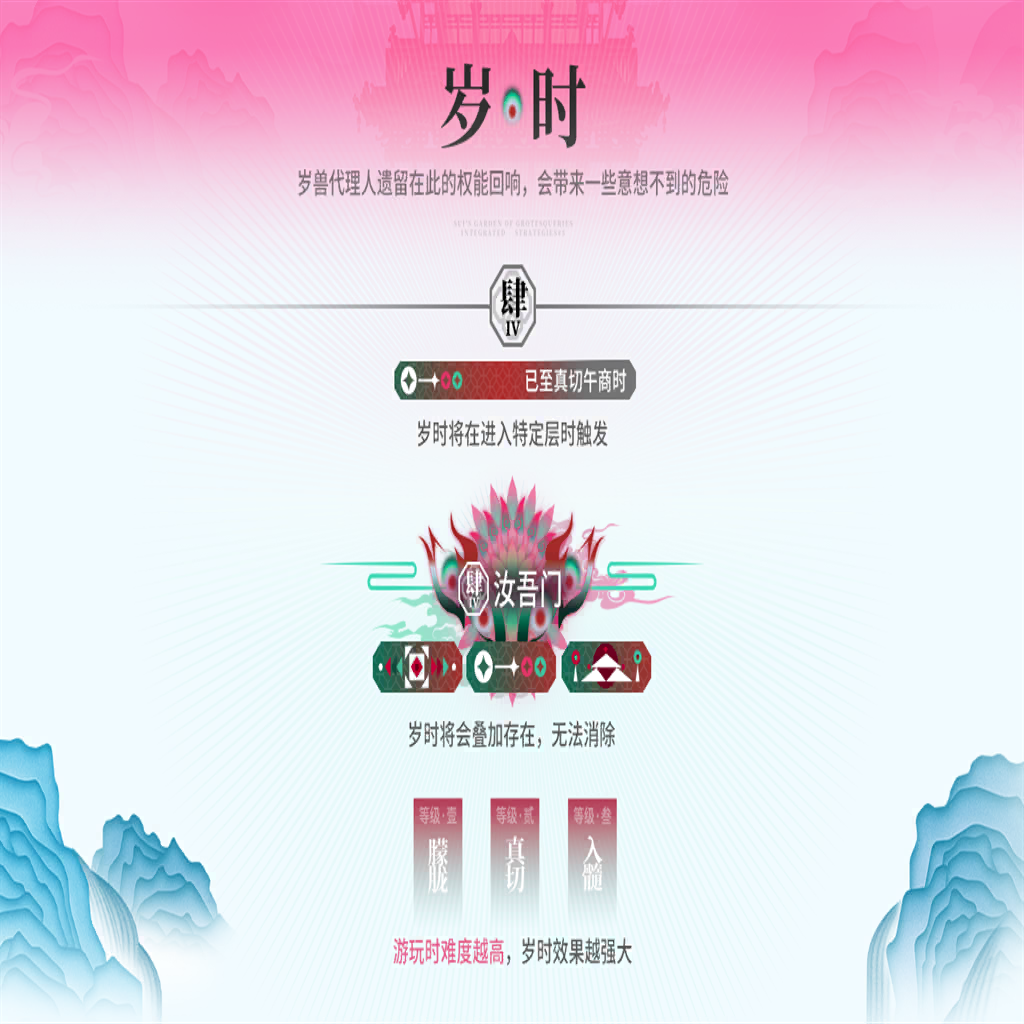 岁·时
岁兽代理人遗留在此的权能回响，会带来一些意想不到的危险
SUI'S GARDEN OF GROTESQUERIES
INTEGRATED STRATEGIES
肆
IV
已至真切午商时
岁时将在进入特定层时触发
肆
IV
汝吾门
岁时将会叠加存在，无法消除
等级·壹
朦胧
等级·贰
真切
等级·叁
入髓
游玩时难度越高，岁时效果越强大